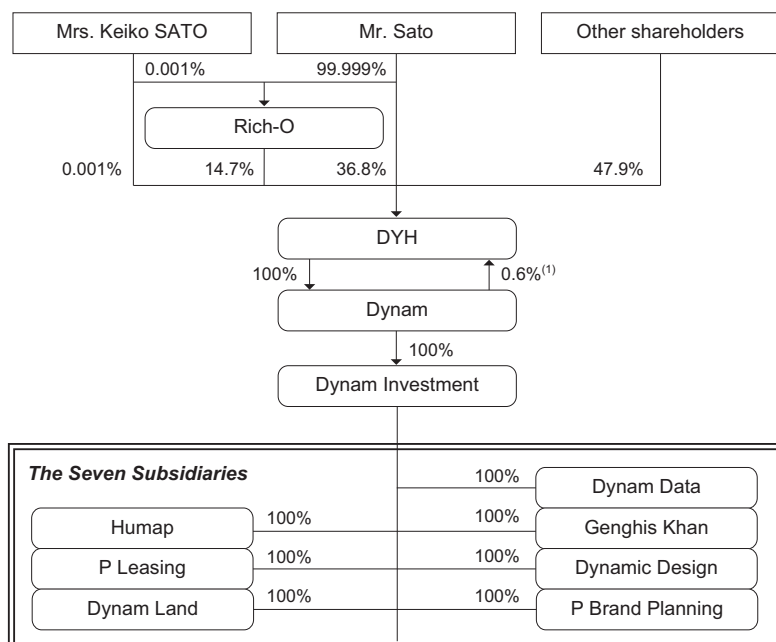 Mrs. Keiko SATO
Mr. Sato
Other shareholders
0.001%
99.999%
Rich-O
0.001%
14.7%
36.8%
47.9%
DYH
100%
0.6%(1)
Dynam
100%
Dynam Investment
The Seven Subsidiaries
100%
Dynam Data
Humap
100%
100%
Genghis Khan
P Leasing
100%
100%
Dynamic Design
Dynam Land
100%
100%
P Brand Planning